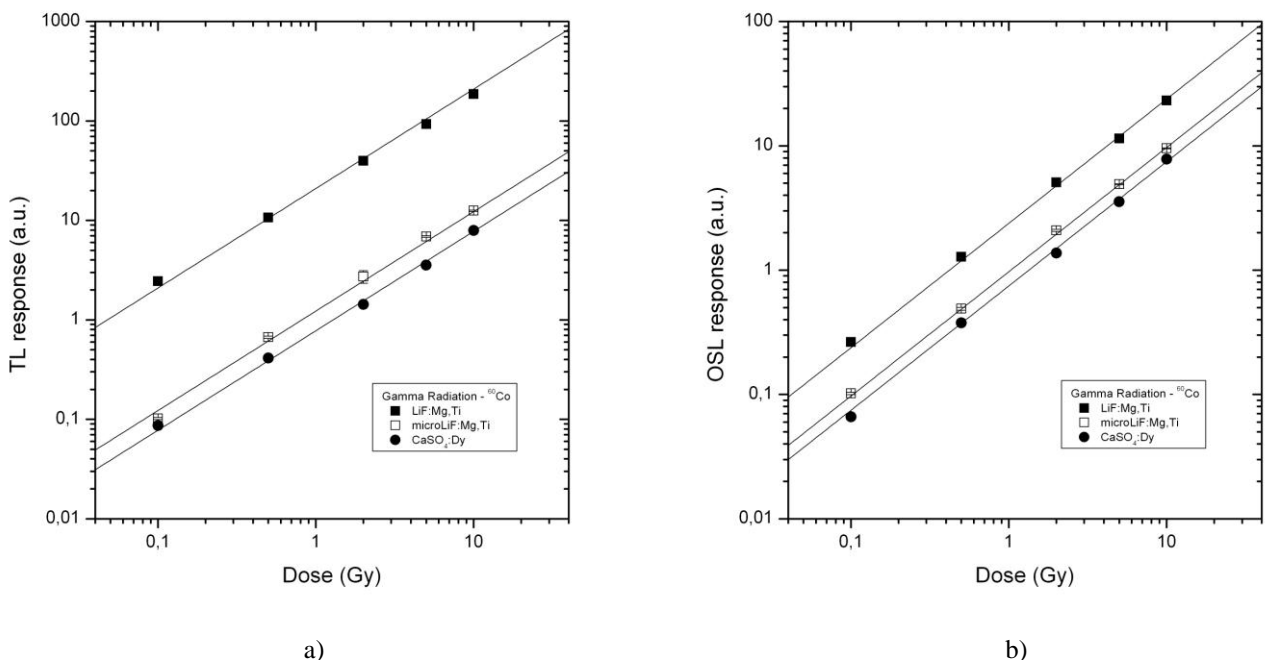 1000
100
10
1
0,1
0,01
TL response (a.u.)
0,1
1
10
Dose (Gy)
Gamma Radiation - ⁶⁰Co
LiF:Mg,Ti
microLiF:Mg,Ti
CaSO₄:Dy
a)
100
10
1
0,1
0,01
OSL response (a.u.)
0,1
1
10
Dose (Gy)
Gamma Radiation - ⁶⁰Co
LiF:Mg,Ti
microLiF:Mg,Ti
CaSO₄:Dy
b)